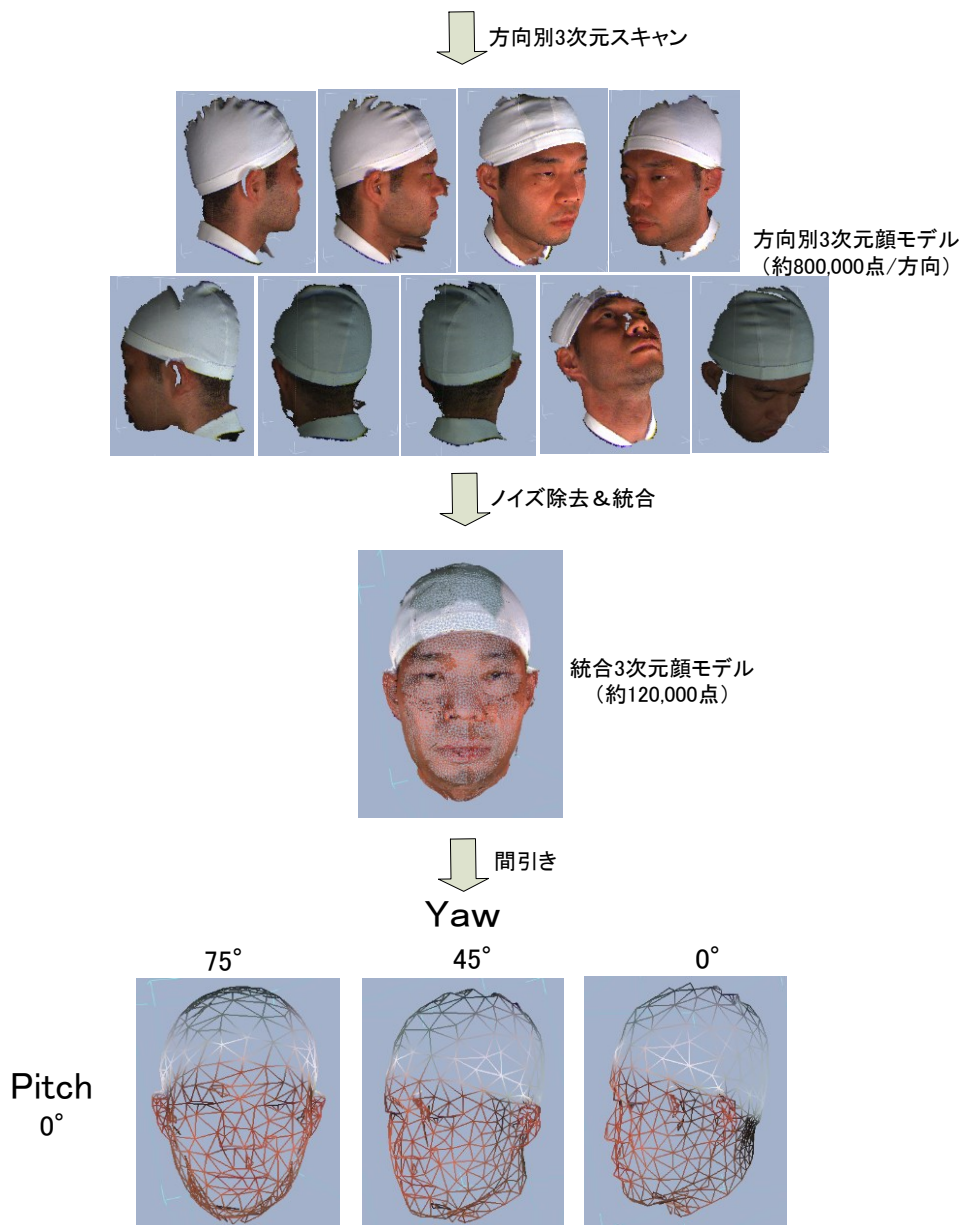 方向別3次元スキャン
方向別3次元顔モデル
（約800,000点/方向）
ノイズ除去＆統合
統合3次元顔モデル
（約120,000点）
間引き
Yaw
75°
45°
0°
Pitch
0°